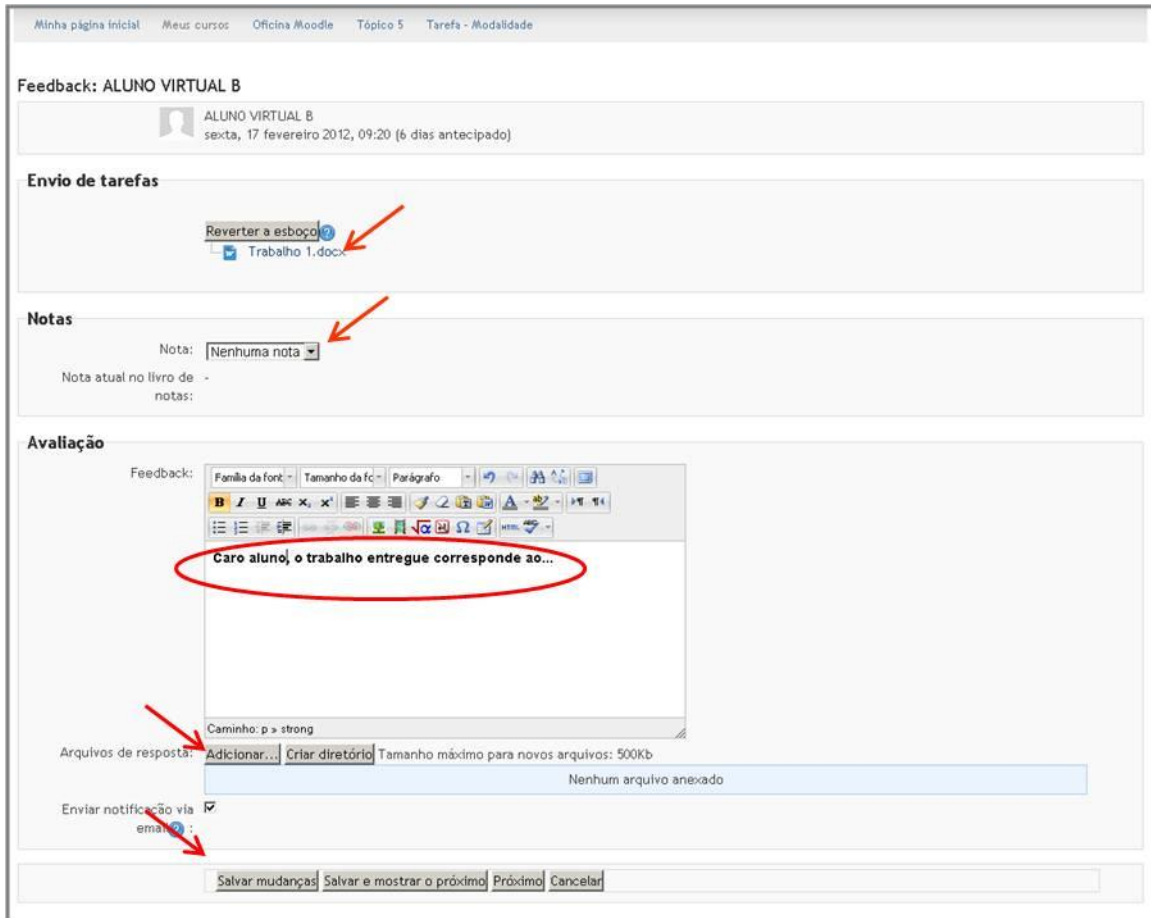 Minha página inicial Meus cursos Oficina Moodle Tópico 5 Tarefa - Modalidade
Feedback: ALUNO VIRTUAL B
ALUNO VIRTUAL B
sexta, 17 fevereiro 2012, 09:20 (6 dias antecipado)
Envio de tarefas
Reverter a esboço
Trabalho 1.docx
Notas
Nota: Nenhuma nota
Nota atual no livro de notas: -
Avaliação
Feedback:
Família da font Tamanho da fo Parágrafo
B I U ABC x, x'
HTML
Caro aluno, o trabalho entregue corresponde ao...
Caminho: p » strong
Arquivos de resposta: Adicionar... Criar diretório Tamanho máximo para novos arquivos: 500Kb
Nenhum arquivo anexado
Enviar notificação via
email :
Salvar mudanças Salvar e mostrar o próximo Próximo Cancelar